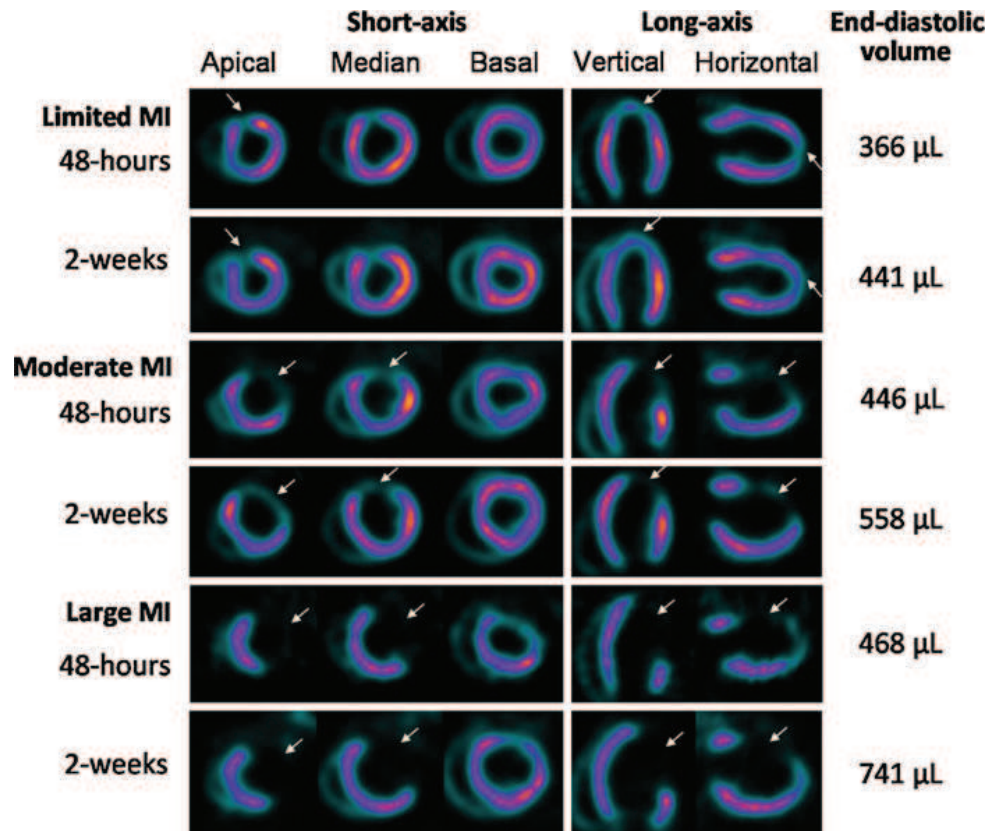 Short-axis Long-axis End-diastolic
volume
Apical Median Basal Vertical Horizontal
Limited MI
48-hours 366 µL
2-weeks 441 µL
Moderate MI
48-hours 446 µL
2-weeks 558 µL
Large MI
48-hours 468 µL
2-weeks 741 µL